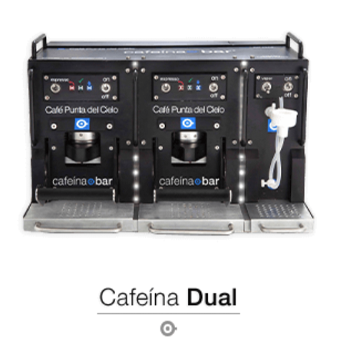 cafeína bar
espresso on espresso on vapor on
off off off
Café Punta del Cielo Café Punta del Cielo
cafeína bar cafeína bar
Cafeína Dual